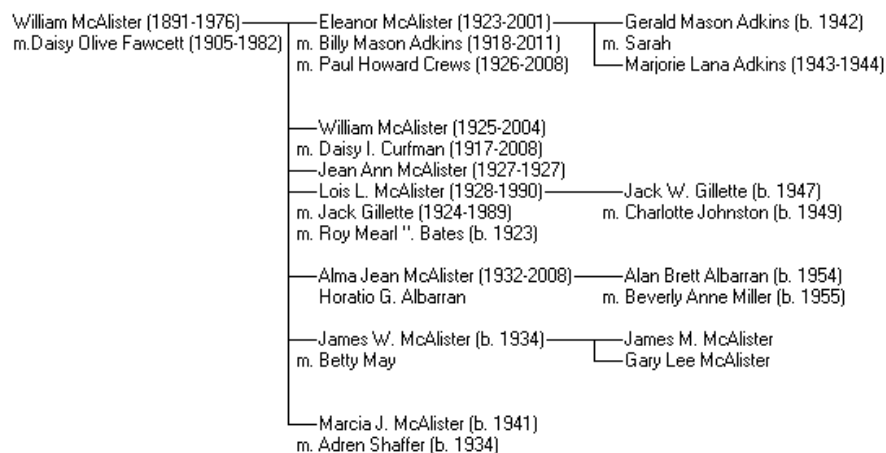 William McAlister (1891-1976) Eleanor McAlister (1923-2001) Gerald Mason Adkins (b. 1942)
m.Daisy Olive Fawcett (1905-1982) m. Billy Mason Adkins (1918-2011) m. Sarah
m. Paul Howard Crews (1926-2008) Marjorie Lana Adkins (1943-1944)
William McAlister (1925-2004)
m. Daisy I. Curfman (1917-2008)
Jean Ann McAlister (1927-1927)
Lois L. McAlister (1928-1990) Jack W. Gillette (b. 1947)
m. Jack Gillette (1924-1989) m. Charlotte Johnston (b. 1949)
m. Roy Mearl ". Bates (b. 1923)
Alma Jean McAlister (1932-2008) Alan Brett Albarran (b. 1954)
Horatio G. Albarran m. Beverly Anne Miller (b. 1955)
James W. McAlister (b. 1934) James M. McAlister
m. Betty May Gary Lee McAlister
Marcia J. McAlister (b. 1941)
m. Adren Shaffer (b. 1934)